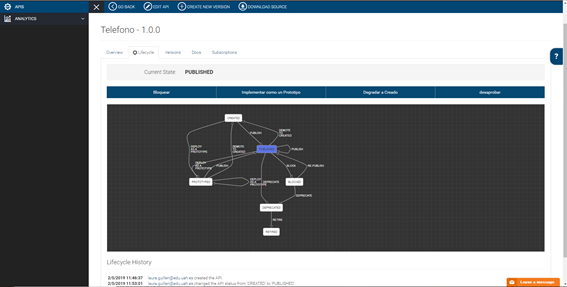 APIS
ANALYTICS
GO BACK
EDIT API
CREATE NEW VERSION
DOWNLOAD SOURCE
Telefono - 1.0.0
Overview
Lifecycle
Versions
Docs
Subscriptions
?
Current State: PUBLISHED
Bloquear
Implementar como un Prototipo
Degradar a Creado
desaprobar
CREATED
PUBLISH
DEMOTE
TO
CREATED
DEPLOY
AS A
PROTOTYPE
DEMOTE
TO
CREATED
PUBLISHED
PUBLISH
DEPLOY
AS A
PROTOTYPE
PUBLISH
BLOCK
RE-PUBLISH
PROTOTYPED
DEPLOY
AS A
PROTOTYPE
DEPRECATE
BLOCKED
DEPRECATE
DEPRECATED
RETIRE
RETIRED
Lifecycle History
2/5/2019 11:46:37 laura.guillen@edu.uah.es created the API.
2/5/2019 11:53:01 laura.guillen@edu.uah.es changed the API status from 'CREATED' to 'PUBLISHED'
Leave a message